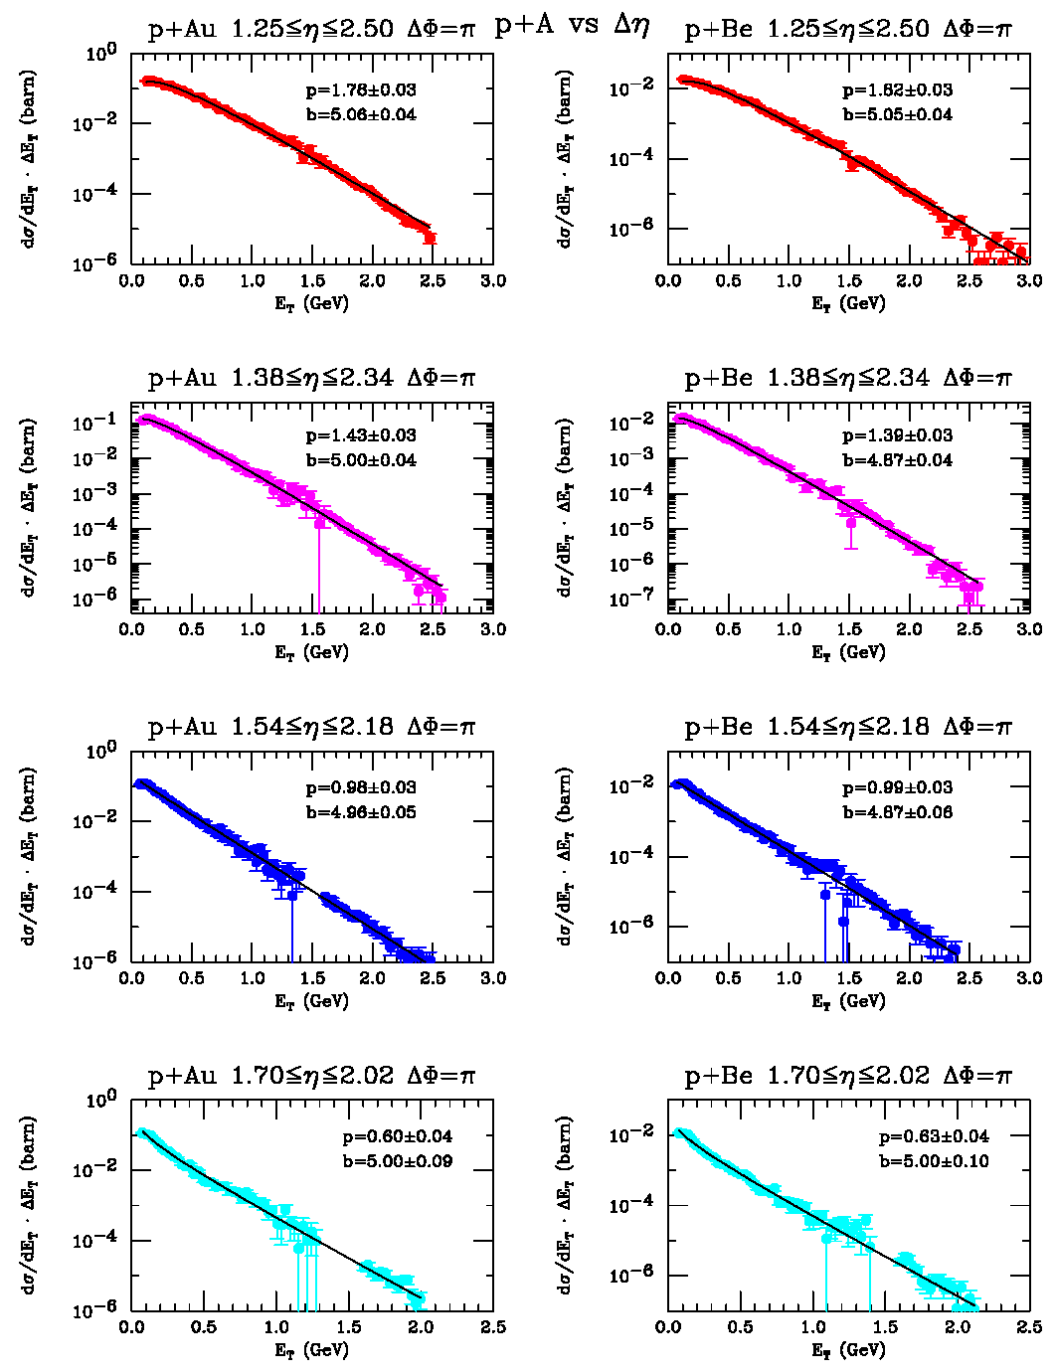 p+A vs Δη
p+Au 1.25≤η≤2.50 ΔΦ=π
dσ/dE_T · ΔE_T (barn)
10^0
10^-2
10^-4
10^-6
p=1.76±0.03
b=5.06±0.04
0.0 0.5 1.0 1.5 2.0 2.5 3.0
E_T (GeV)
p+Be 1.25≤η≤2.50 ΔΦ=π
dσ/dE_T · ΔE_T (barn)
10^-2
10^-4
10^-6
p=1.62±0.03
b=5.05±0.04
0.0 0.5 1.0 1.5 2.0 2.5 3.0
E_T (GeV)
p+Au 1.38≤η≤2.34 ΔΦ=π
dσ/dE_T · ΔE_T (barn)
10^-1
10^-2
10^-3
10^-4
10^-5
10^-6
p=1.43±0.03
b=5.00±0.04
0.0 0.5 1.0 1.5 2.0 2.5 3.0
E_T (GeV)
p+Be 1.38≤η≤2.34 ΔΦ=π
dσ/dE_T · ΔE_T (barn)
10^-2
10^-3
10^-4
10^-5
10^-6
10^-7
p=1.39±0.03
b=4.87±0.04
0.0 0.5 1.0 1.5 2.0 2.5 3.0
E_T (GeV)
p+Au 1.54≤η≤2.18 ΔΦ=π
dσ/dE_T · ΔE_T (barn)
10^0
10^-2
10^-4
10^-6
p=0.98±0.03
b=4.96±0.05
0.0 0.5 1.0 1.5 2.0 2.5 3.0
E_T (GeV)
p+Be 1.54≤η≤2.18 ΔΦ=π
dσ/dE_T · ΔE_T (barn)
10^-2
10^-4
10^-6
p=0.99±0.03
b=4.87±0.06
0.0 0.5 1.0 1.5 2.0 2.5 3.0
E_T (GeV)
p+Au 1.70≤η≤2.02 ΔΦ=π
dσ/dE_T · ΔE_T (barn)
10^0
10^-2
10^-4
10^-6
p=0.60±0.04
b=5.00±0.09
0.0 0.5 1.0 1.5 2.0 2.5
E_T (GeV)
p+Be 1.70≤η≤2.02 ΔΦ=π
dσ/dE_T · ΔE_T (barn)
10^-2
10^-4
10^-6
p=0.63±0.04
b=5.00±0.10
0.0 0.5 1.0 1.5 2.0 2.5
E_T (GeV)